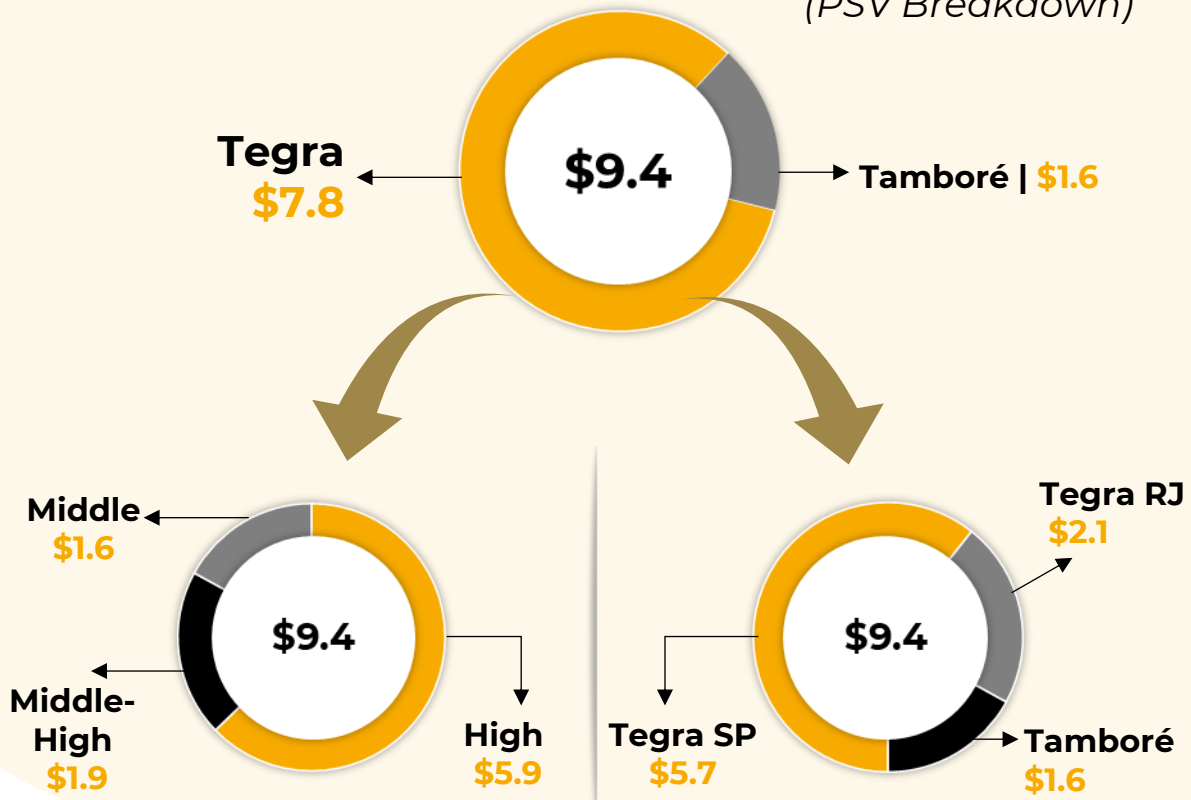 (PSV Breakdown)
Tegra
$7.8
$9.4
Tamboré | $1.6
Middle
$1.6
$9.4
Middle-
High
$1.9
High
$5.9
Tegra RJ
$2.1
$9.4
Tegra SP
$5.7
Tamboré
$1.6